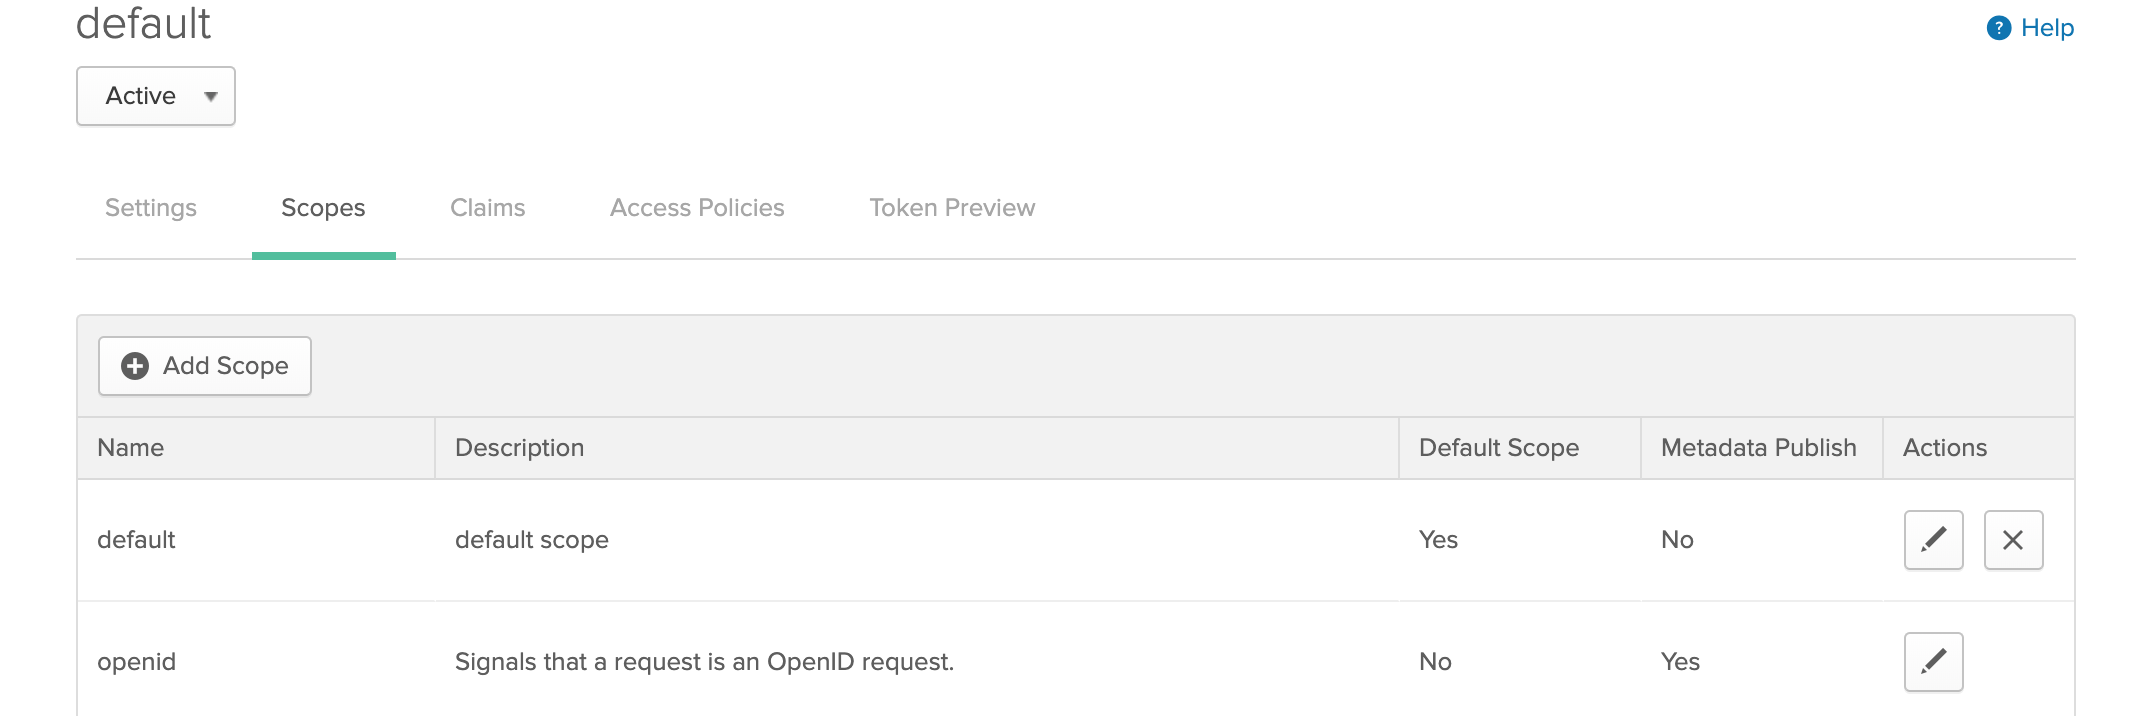 default
Help
Active
Settings Scopes Claims Access Policies Token Preview
Add Scope
Name Description Default Scope Metadata Publish Actions
default default scope Yes No
openid Signals that a request is an OpenID request. No Yes